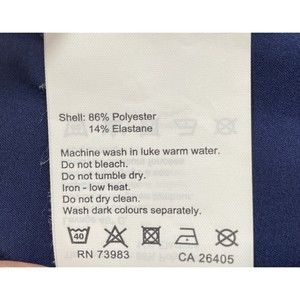 Shell: 86% Polyester
14% Elastane
Machine wash in luke warm water.
Do not bleach.
Do not tumble dry.
Iron - low heat.
Do not dry clean.
Wash dark colours separately.
40
RN 73983 CA 26405